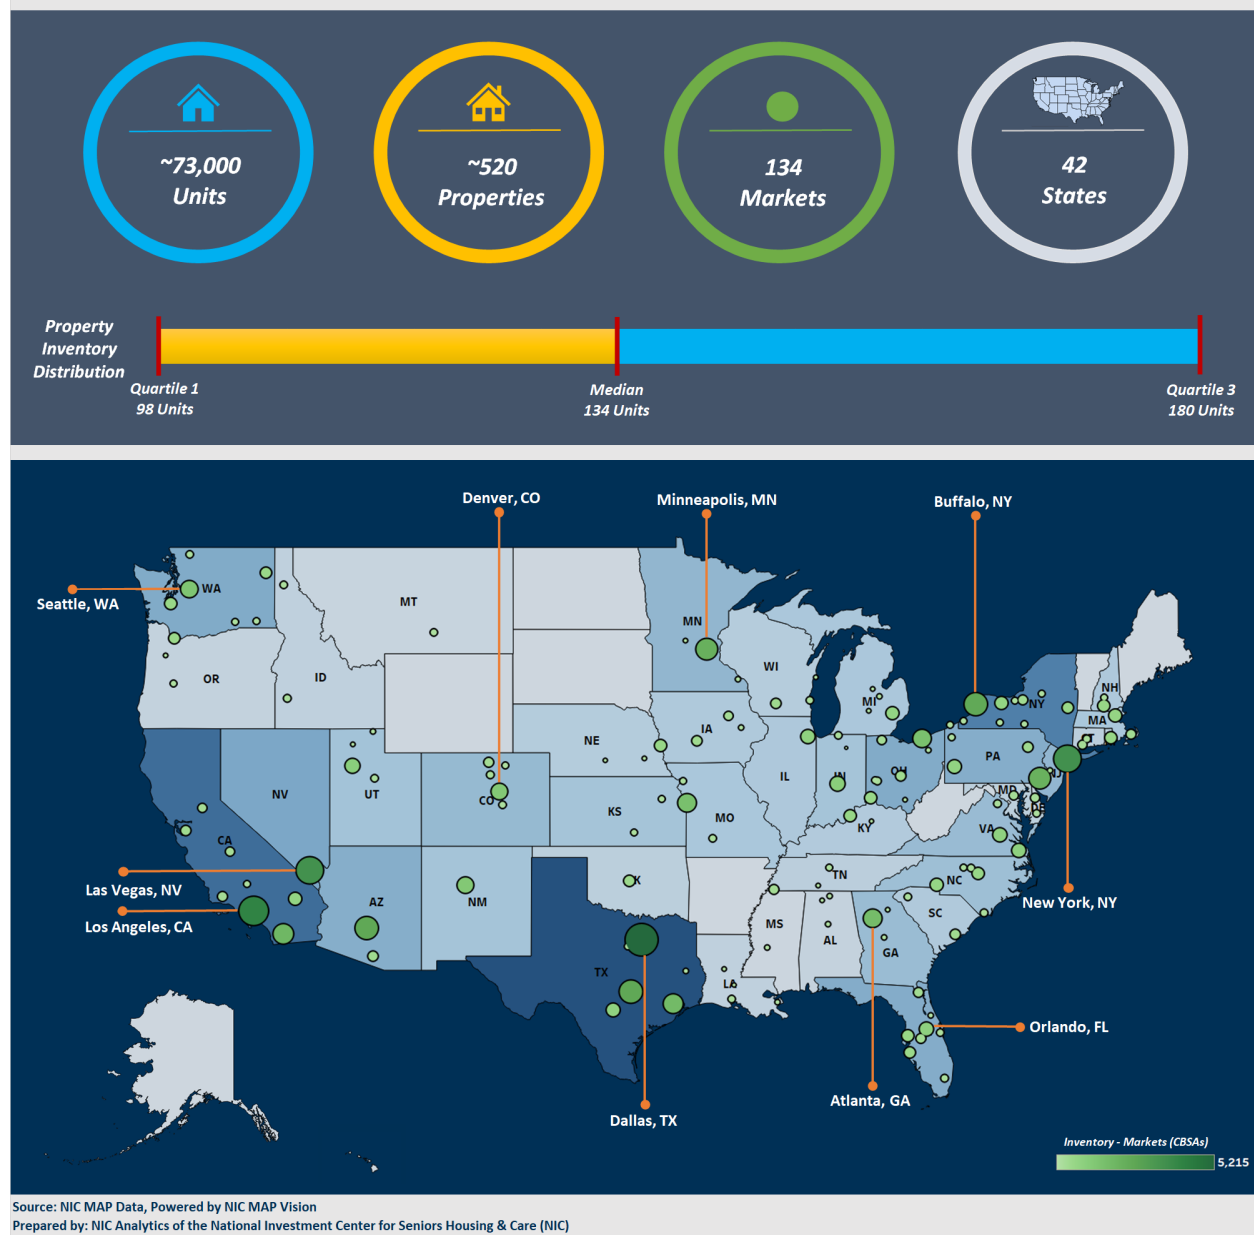 ~73,000
Units
~520
Properties
134
Markets
42
States
Property
Inventory
Distribution
Quartile 1
98 Units
Median
134 Units
Quartile 3
180 Units
Denver, CO
Minneapolis, MN
Buffalo, NY
Seattle, WA
Las Vegas, NV
Los Angeles, CA
New York, NY
Orlando, FL
Atlanta, GA
Dallas, TX
WA
MT
OR
ID
MN
WI
MI
NY
NH
MA
NE
IA
IL
IN
OH
PA
NJ
MD
DE
NV
UT
CO
KS
MO
KY
VA
CA
AZ
NM
TN
NC
SC
MS
AL
GA
TX
LA
Inventory - Markets (CBSAs)
5,215
Source: NIC MAP Data, Powered by NIC MAP Vision
Prepared by: NIC Analytics of the National Investment Center for Seniors Housing & Care (NIC)